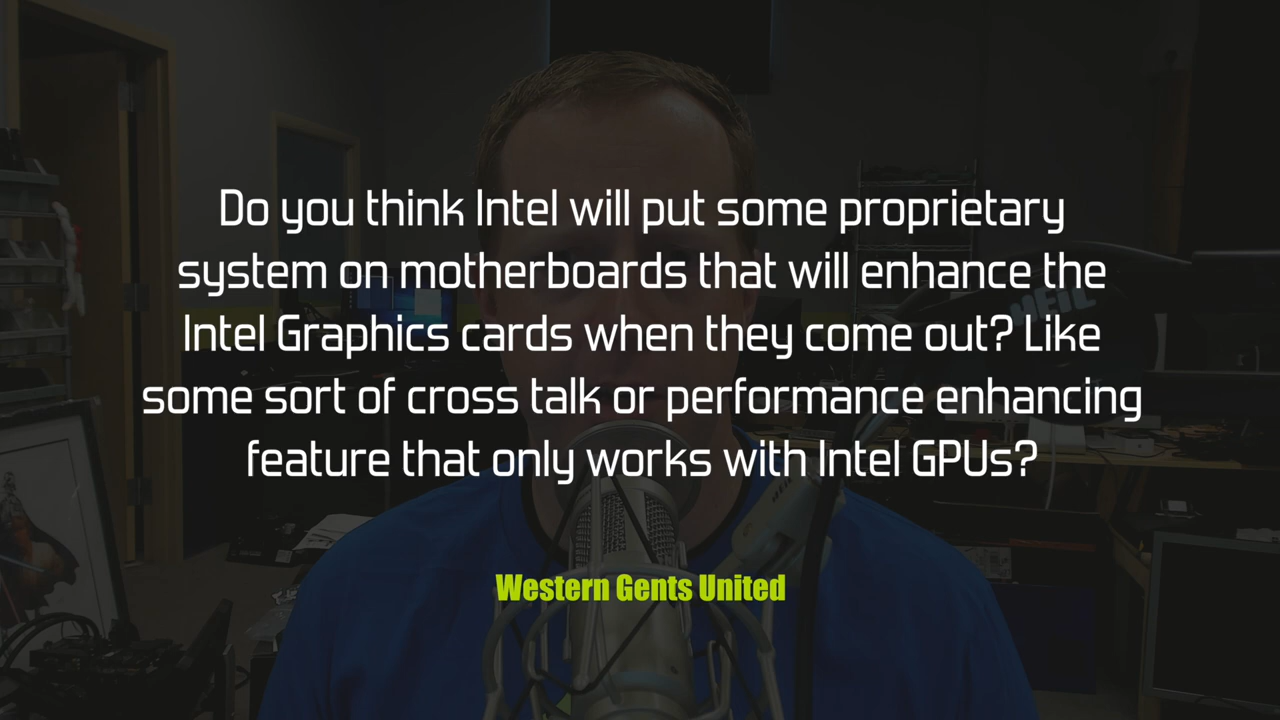 Do you think Intel will put some proprietary
system on motherboards that will enhance the
Intel Graphics cards when they come out? Like
some sort of cross talk or performance enhancing
feature that only works with Intel GPUs?
Western Gents United